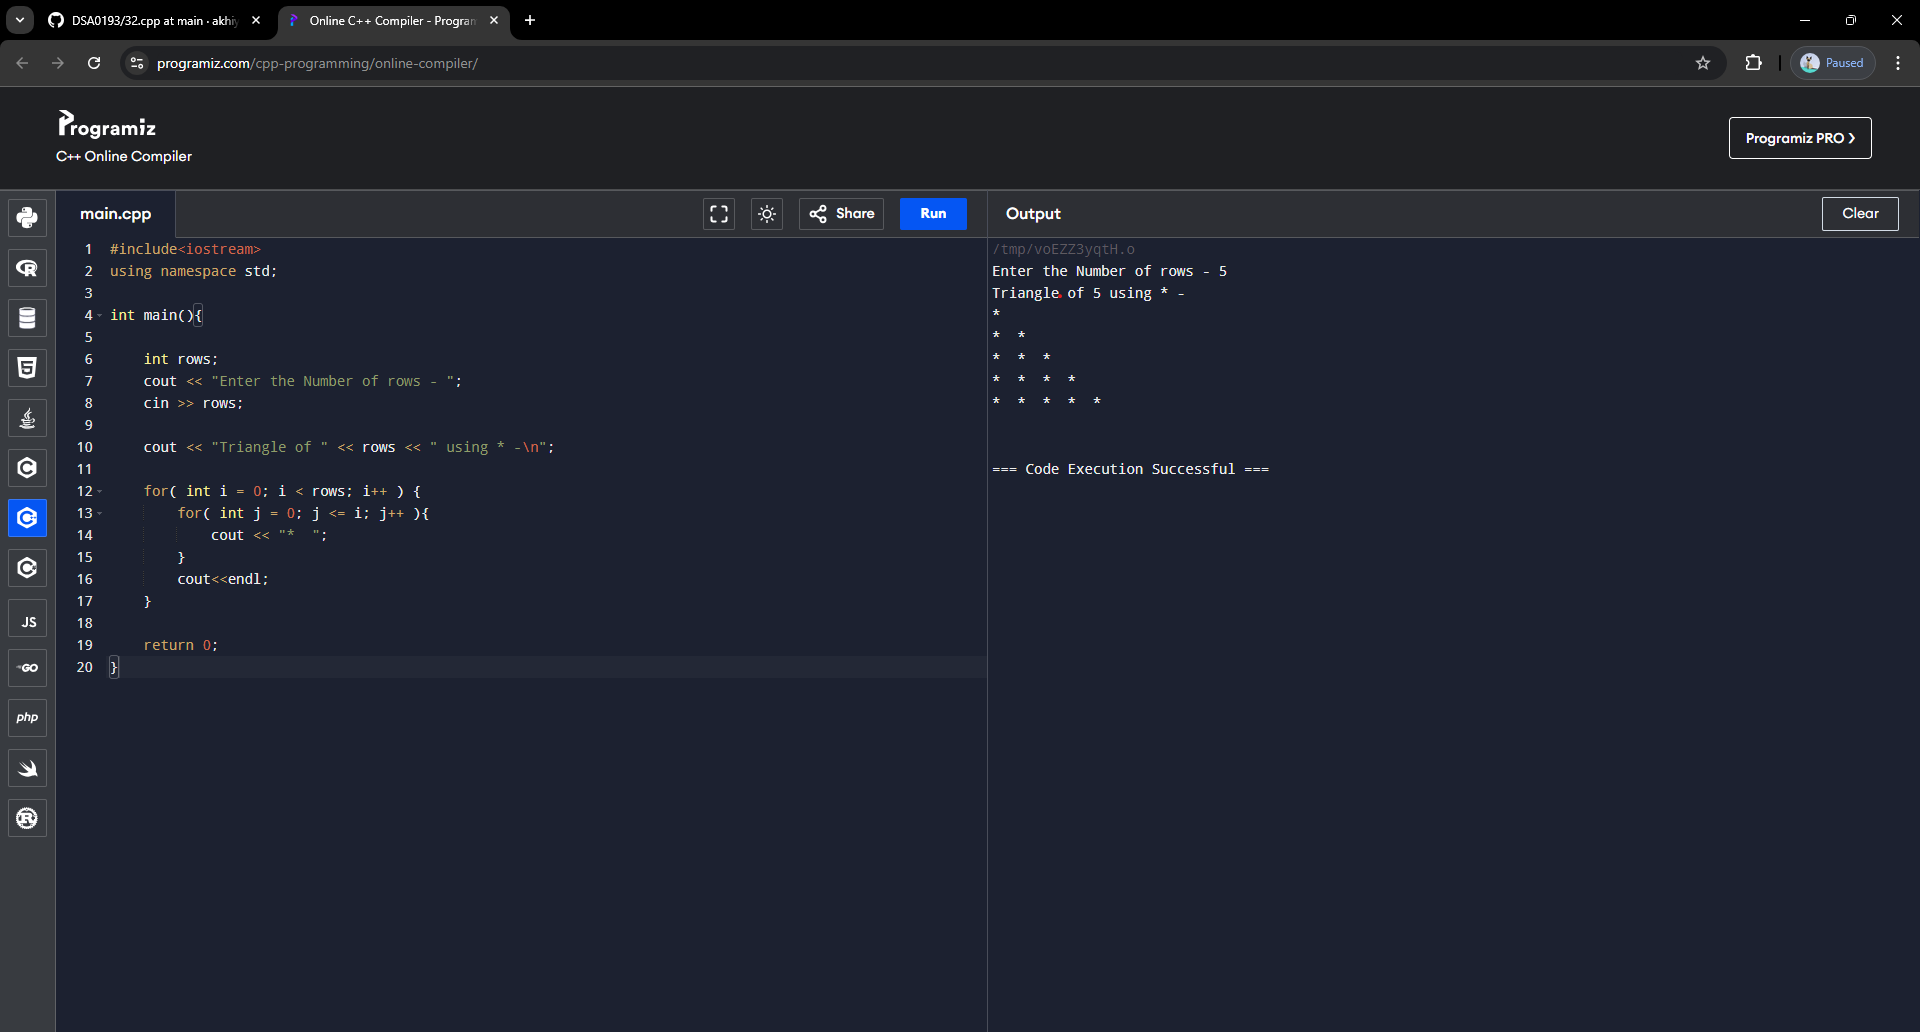 DSA0193/32.cpp at main · akhiy
Online C++ Compiler - Program
programiz.com/cpp-programming/online-compiler/
Paused
Programiz
C++ Online Compiler
Programiz PRO ❯
main.cpp
Share
Run
Output
Clear
1 #include<iostream>
2 using namespace std;
3
4 int main(){
5
6     int rows;
7     cout << "Enter the Number of rows - ";
8     cin >> rows;
9
10     cout << "Triangle of " << rows << " using * -\n";
11
12     for( int i = 0; i < rows; i++ ) {
13         for( int j = 0; j <= i; j++ ){
14             cout << "*  ";
15         }
16         cout<<endl;
17     }
18
19     return 0;
20 }
/tmp/voEZZ3yqtH.o
Enter the Number of rows - 5
Triangle of 5 using * -
*
*  *
*  *  *
*  *  *  *
*  *  *  *  *
=== Code Execution Successful ===
R
5
C
C
C
JS
GO
php
R